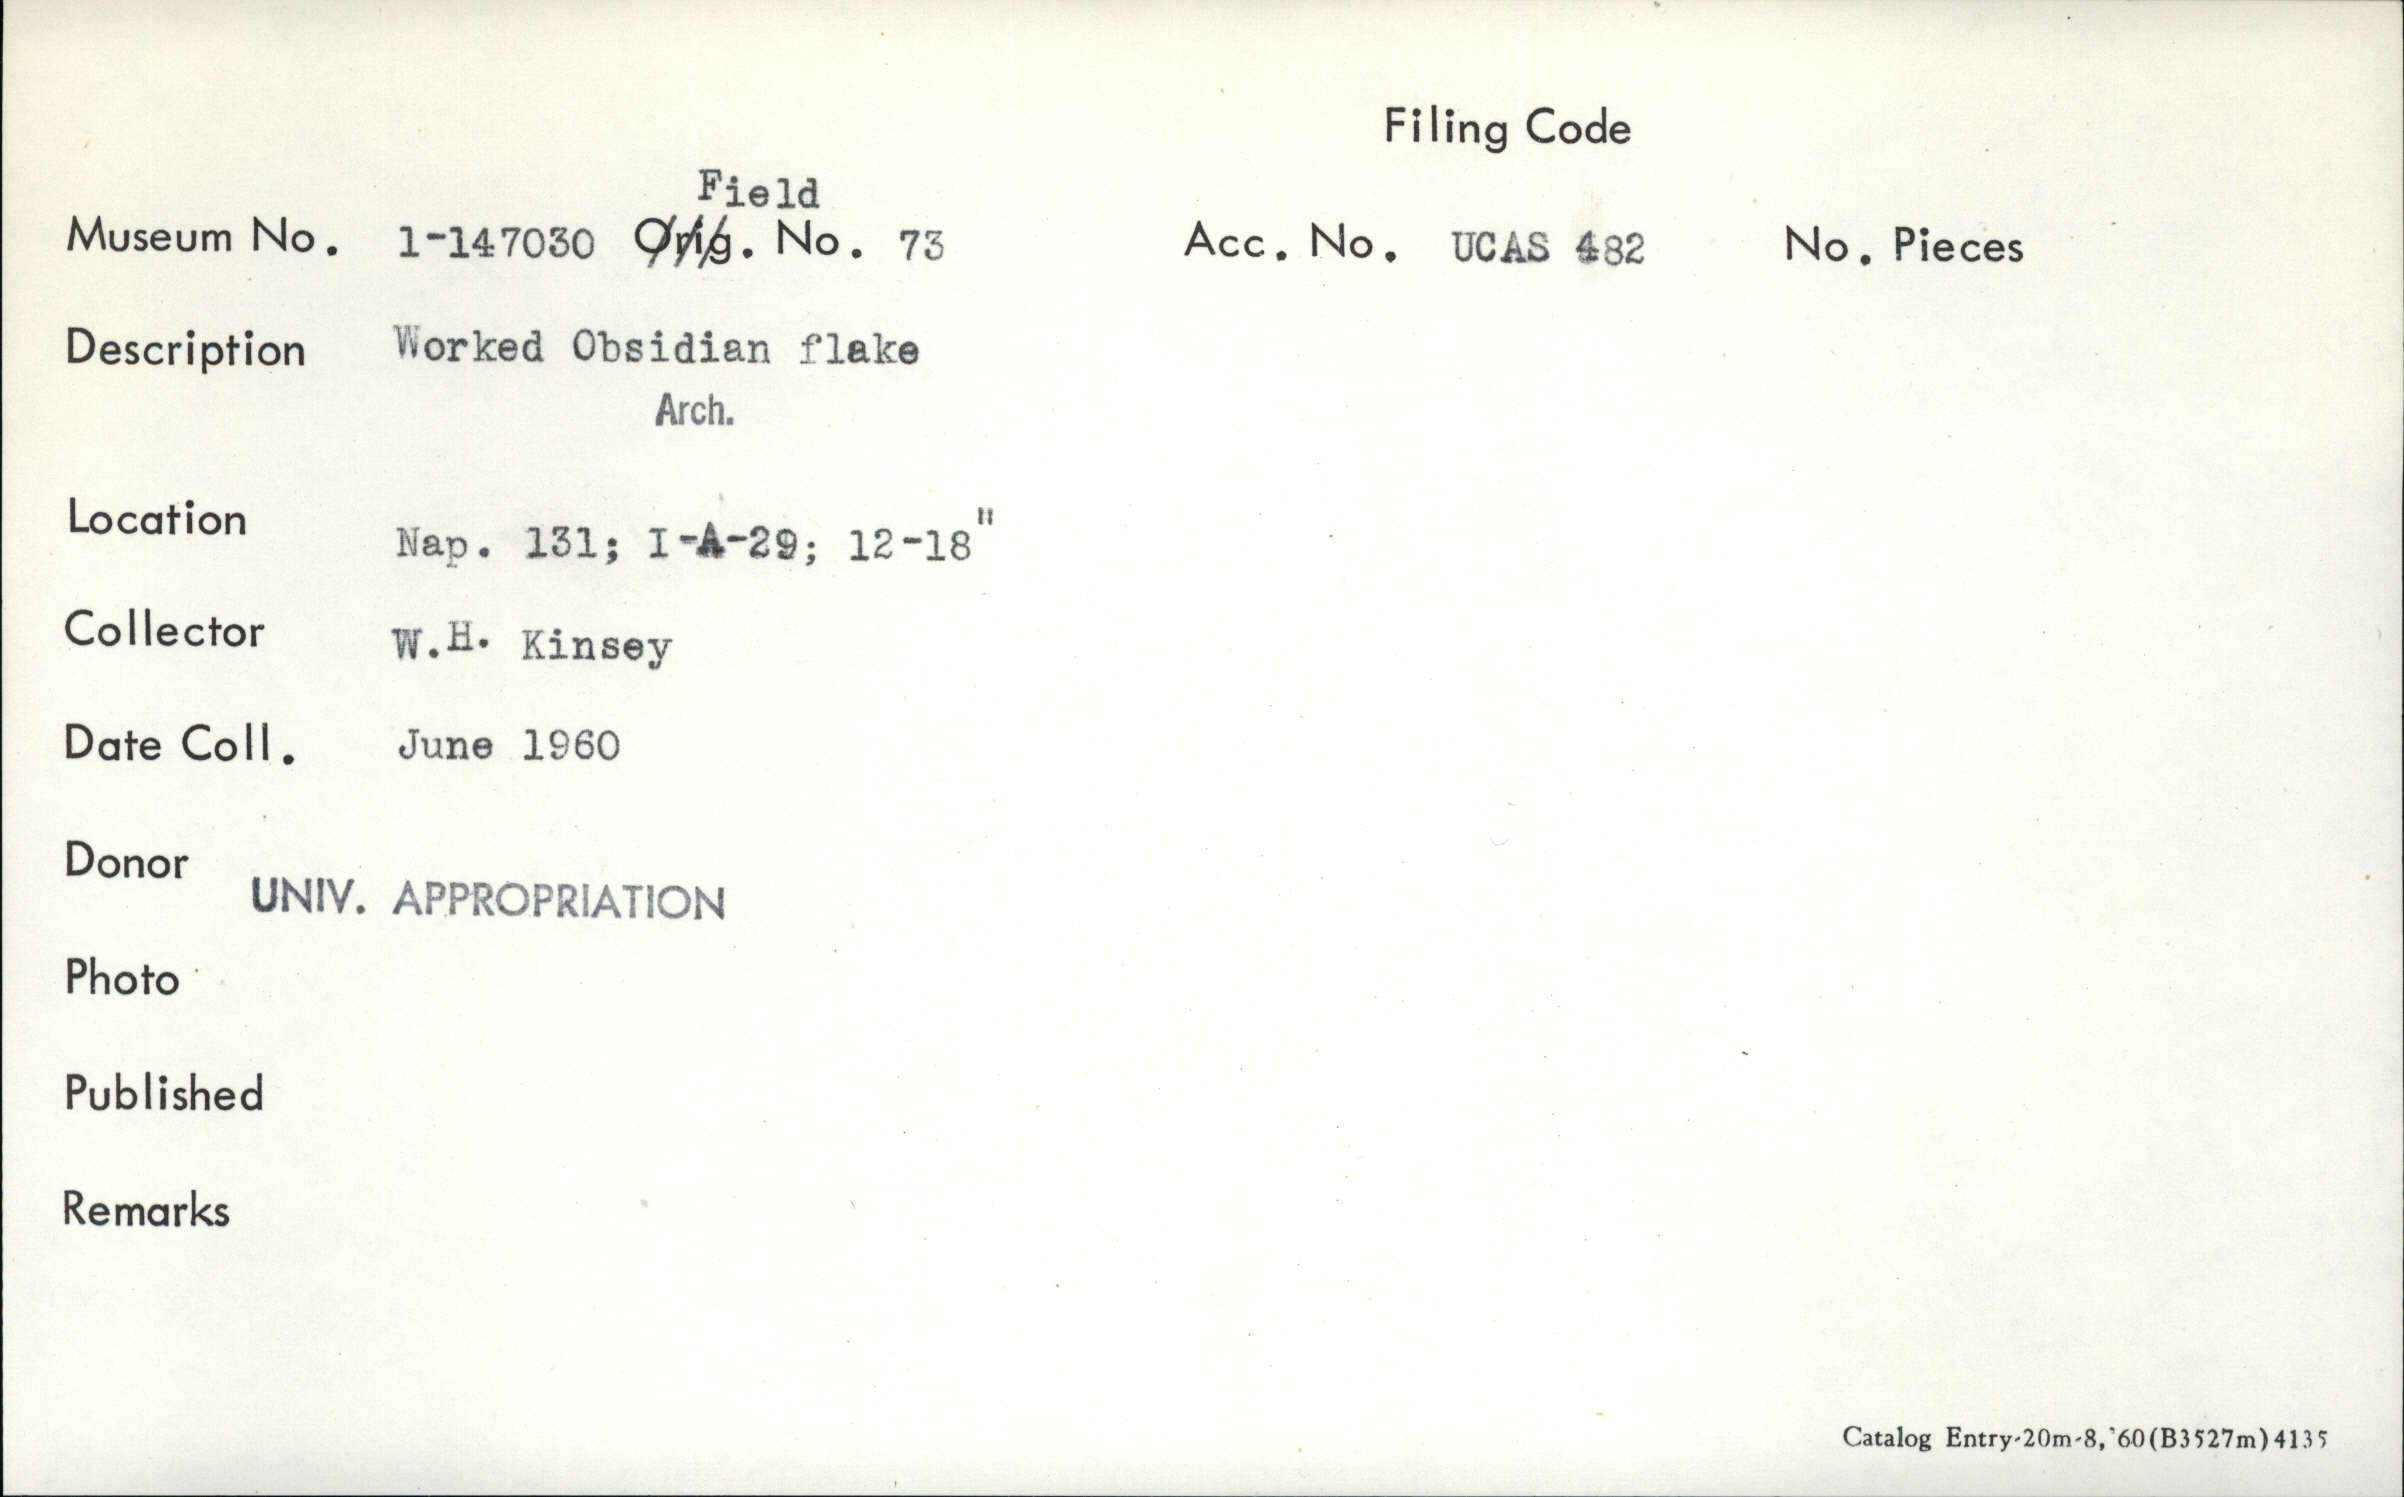 Filing Code
Field
Museum No. 1-147030 Orig. No. 73 Acc. No. UCAS 482 No. Pieces
Description Worked Obsidian flake
Arch.
Location Nap. 131; I-A-29; 12-18"
Collector W.H. Kinsey
Date Coll. June 1960
Donor UNIV. APPROPRIATION
Photo
Published
Remarks
Catalog Entry-20m-8,'60(B3527m)4135